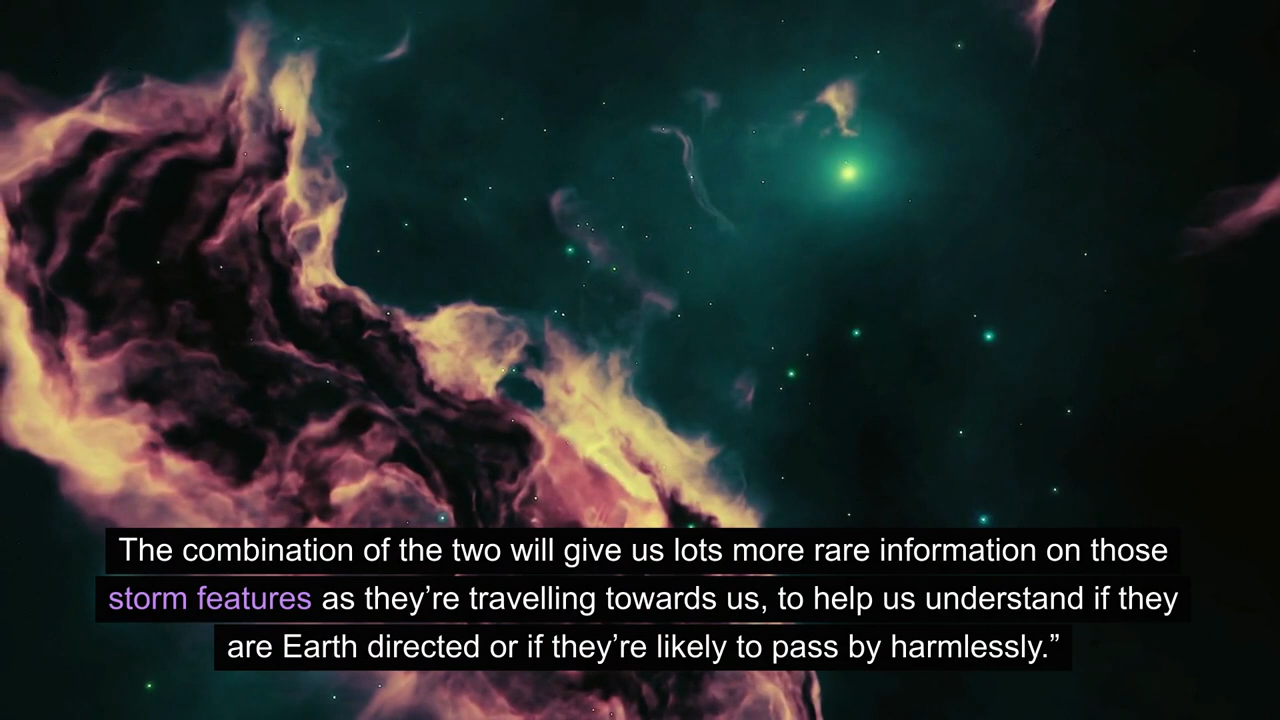 The combination of the two will give us lots more rare information on those
storm features as they’re travelling towards us, to help us understand if they
are Earth directed or if they’re likely to pass by harmlessly.”